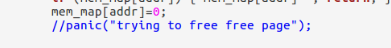 mem_map[addr]=0;
//panic("trying to free free page");